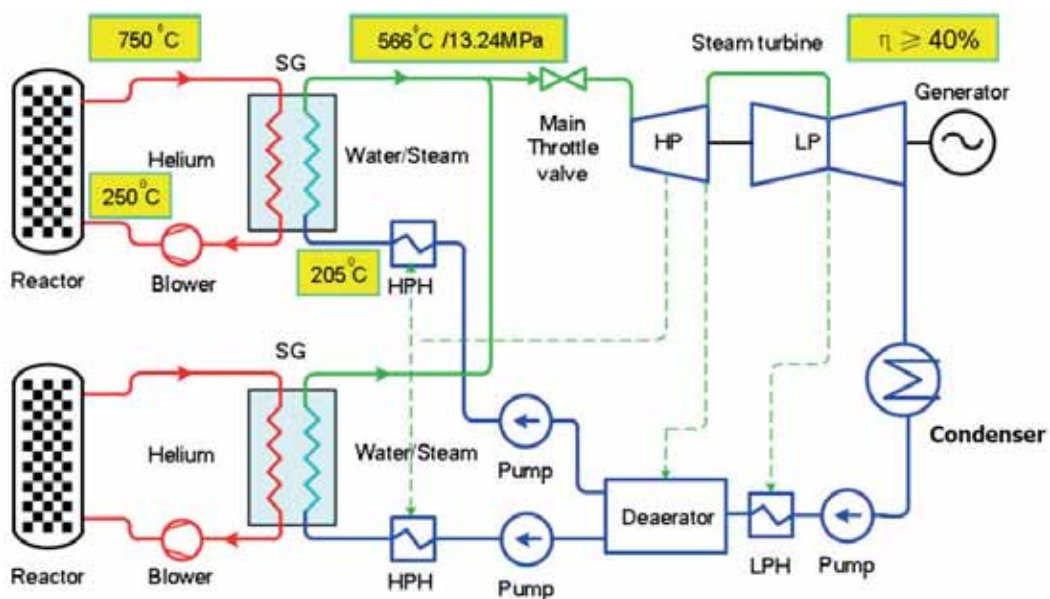 750 °C
566°C /13.24MPa
Steam turbine
η ≥ 40%
SG
Generator
Helium
Water/Steam
Main
Throttle
valve
HP
LP
250°C
205°C
Reactor
Blower
HPH
SG
Helium
Water/Steam
Pump
Condenser
Deaerator
Reactor
Blower
HPH
Pump
LPH
Pump